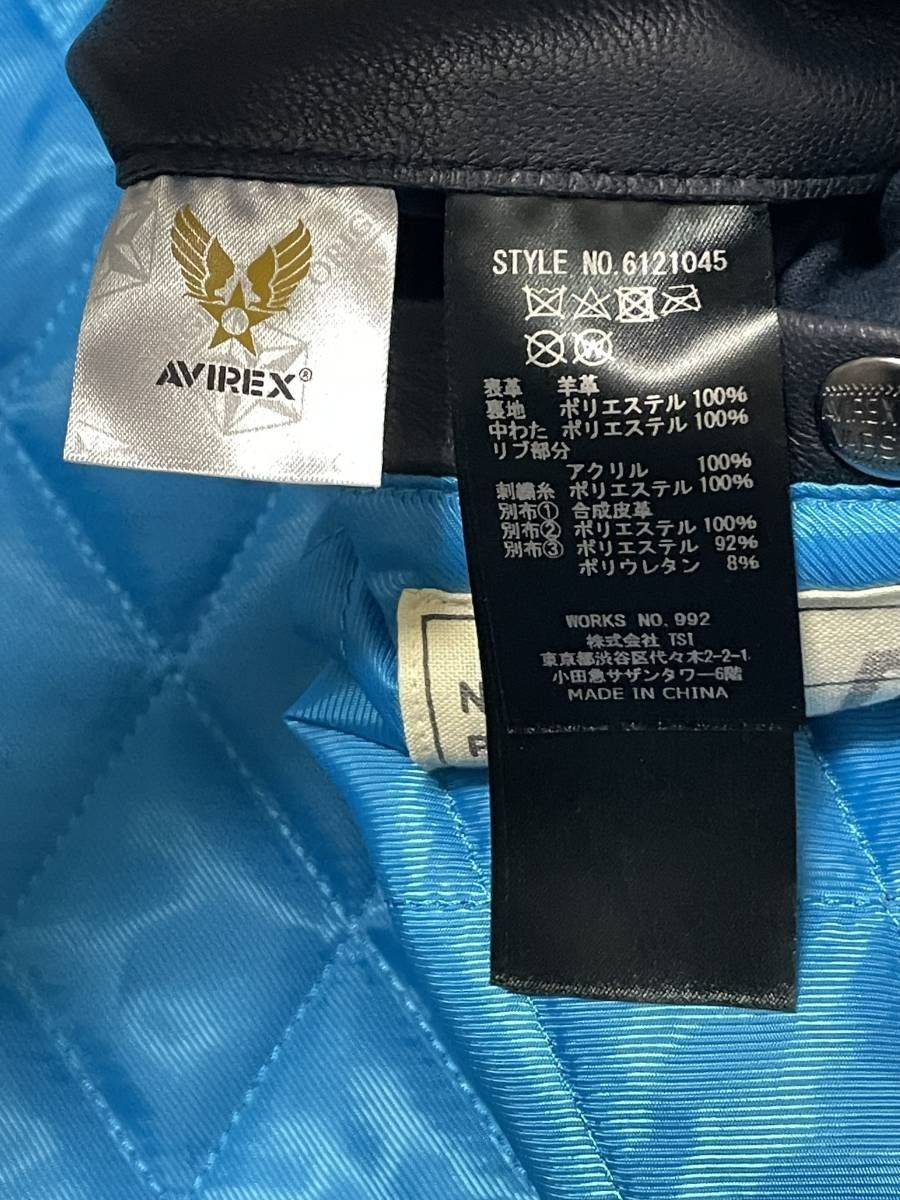 AVIREX®
STYLE NO. 6121045
表革 羊革
裏地 ポリエステル 100%
中わた ポリエステル 100%
リブ部分
アクリル 100%
刺繍糸 ポリエステル 100%
別布① 合成皮革
別布② ポリエステル 100%
別布③ ポリエステル 92%
ポリウレタン 8%
WORKS NO. 992
株式会社 TSI
東京都渋谷区代々木2-2-1
小田急サザンタワー6階
MADE IN CHINA
AVIREX